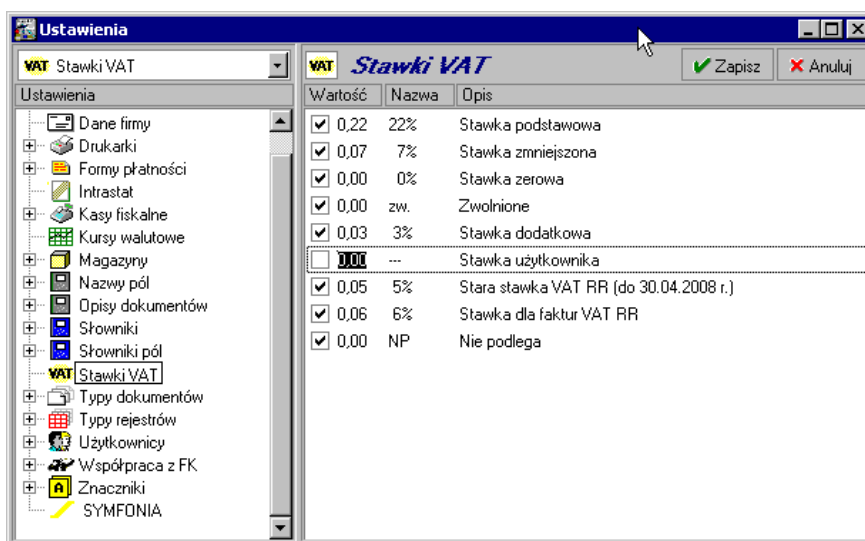 Ustawienia
VAT Stawki VAT
VAT Stawki VAT
Zapisz
Anuluj
Ustawienia
Wartość Nazwa Opis
Dane firmy
Drukarki
Formy płatności
Intrastat
Kasy fiskalne
Kursy walutowe
Magazyny
Nazwy pól
Opisy dokumentów
Słowniki
Słowniki pól
VAT Stawki VAT
Typy dokumentów
Typy rejestrów
Użytkownicy
Współpraca z FK
A Znaczniki
SYMFONIA
0,22 22% Stawka podstawowa
0,07 7% Stawka zmniejszona
0,00 0% Stawka zerowa
0,00 zw. Zwolnione
0,03 3% Stawka dodatkowa
0,00 --- Stawka użytkownika
0,05 5% Stara stawka VAT RR (do 30.04.2008 r.)
0,06 6% Stawka dla faktur VAT RR
0,00 NP Nie podlega